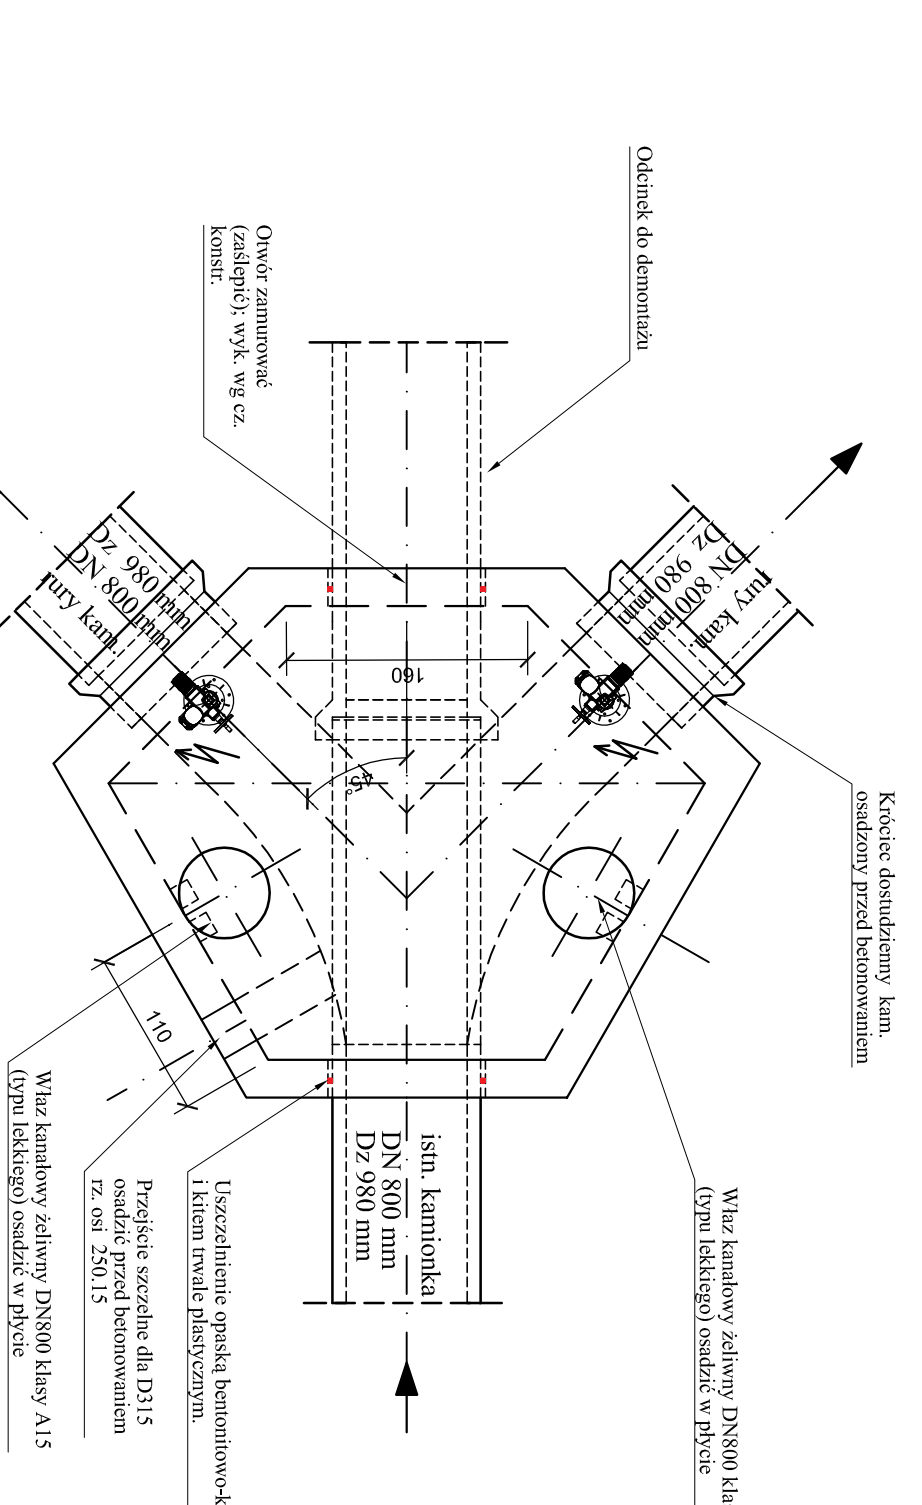 Odcinek do demontażu
Otwór zamurować
(zaślepić); wyk. wg cz.
konstr.
rury kam.
DN 800 mm
Dz 980 mm
Dz 980 mm
DN 800 mm
rury kam.
160
45°
110
Króciec dostudzienny kam.
osadzony przed betonowaniem
istn. kamionka
DN 800 mm
Dz 980 mm
Właz kanałowy żeliwny DN800
(typu lekkiego) osadzić w płycie
Uszczelnienie opaską bentonitowo-k
i kitem trwale plastycznym.
Przejście szczelne dla D315
osadzić przed betonowaniem
rz. osi 250.15
Właz kanałowy żeliwny DN800 klasy A15
(typu lekkiego) osadzić w płycie